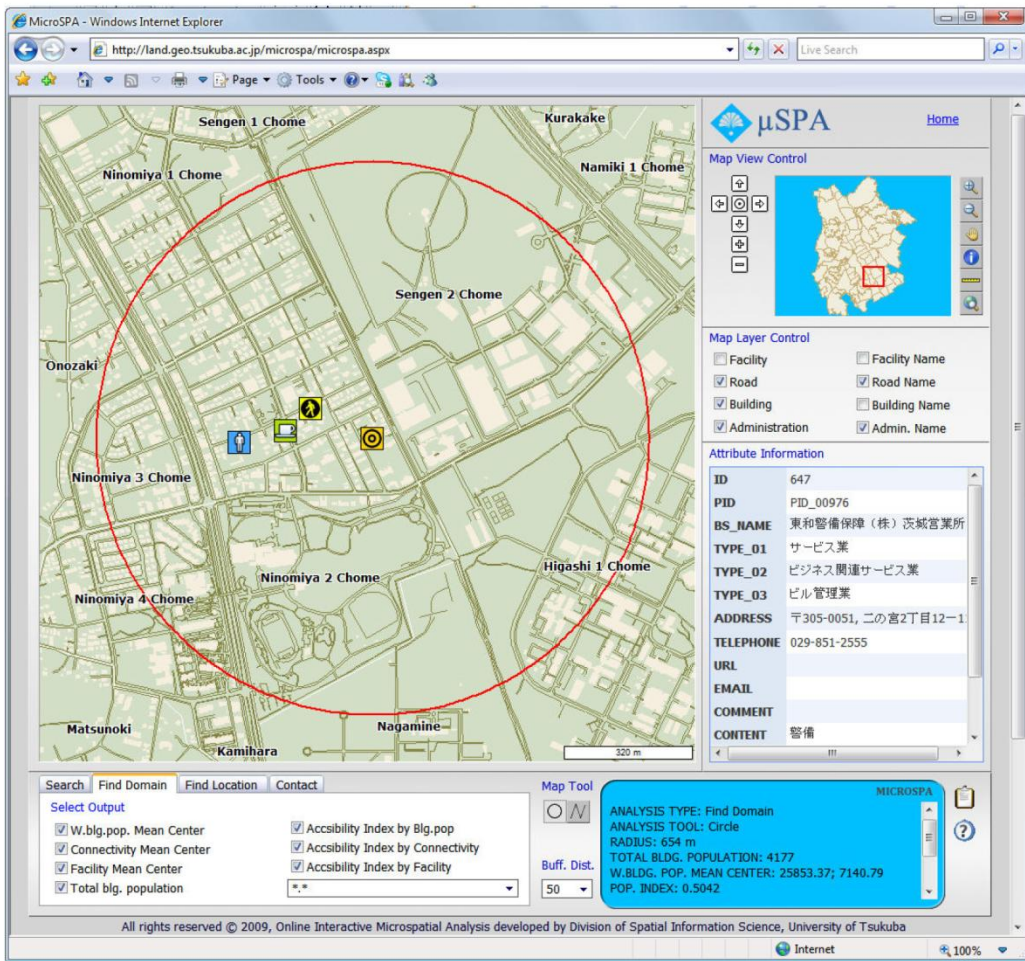 MicroSPA - Windows Internet Explorer
http://land.geo.tsukuba.ac.jp/microspa/microspa.aspx
Live Search
Page
Tools
Sengen 1 Chome
Kurakake
Ninomiya 1 Chome
Namiki 1 Chome
Sengen 2 Chome
Onozaki
Ninomiya 3 Chome
Ninomiya 2 Chome
Higashi 1 Chome
Ninomiya 4 Chome
Matsunoki
Nagamine
Kamihara
320 m
μSPA
Home
Map View Control
Map Layer Control
Facility
Facility Name
Road
Road Name
Building
Building Name
Administration
Admin. Name
Attribute Information
ID 647
PID PID_00976
BS_NAME 東和警備保障（株）茨城営業所
TYPE_01 サービス業
TYPE_02 ビジネス関連サービス業
TYPE_03 ビル管理業
ADDRESS 〒305-0051, 二の宮2丁目12ー1
TELEPHONE 029-851-2555
URL
EMAIL
COMMENT
CONTENT 警備
Search Find Domain Find Location Contact
Select Output
W.blg.pop. Mean Center
Accsibility Index by Blg.pop
Connectivity Mean Center
Accsibility Index by Connectivity
Facility Mean Center
Accsibility Index by Facility
Total blg. population
*.*
Map Tool
Buff. Dist.
50
MICROSPA
ANALYSIS TYPE: Find Domain
ANALYSIS TOOL: Circle
RADIUS: 654 m
TOTAL BLDG. POPULATION: 4177
W.BLDG. POP. MEAN CENTER: 25853.37; 7140.79
POP. INDEX: 0.5042
All rights reserved © 2009, Online Interactive Microspatial Analysis developed by Division of Spatial Information Science, University of Tsukuba
Internet
100%